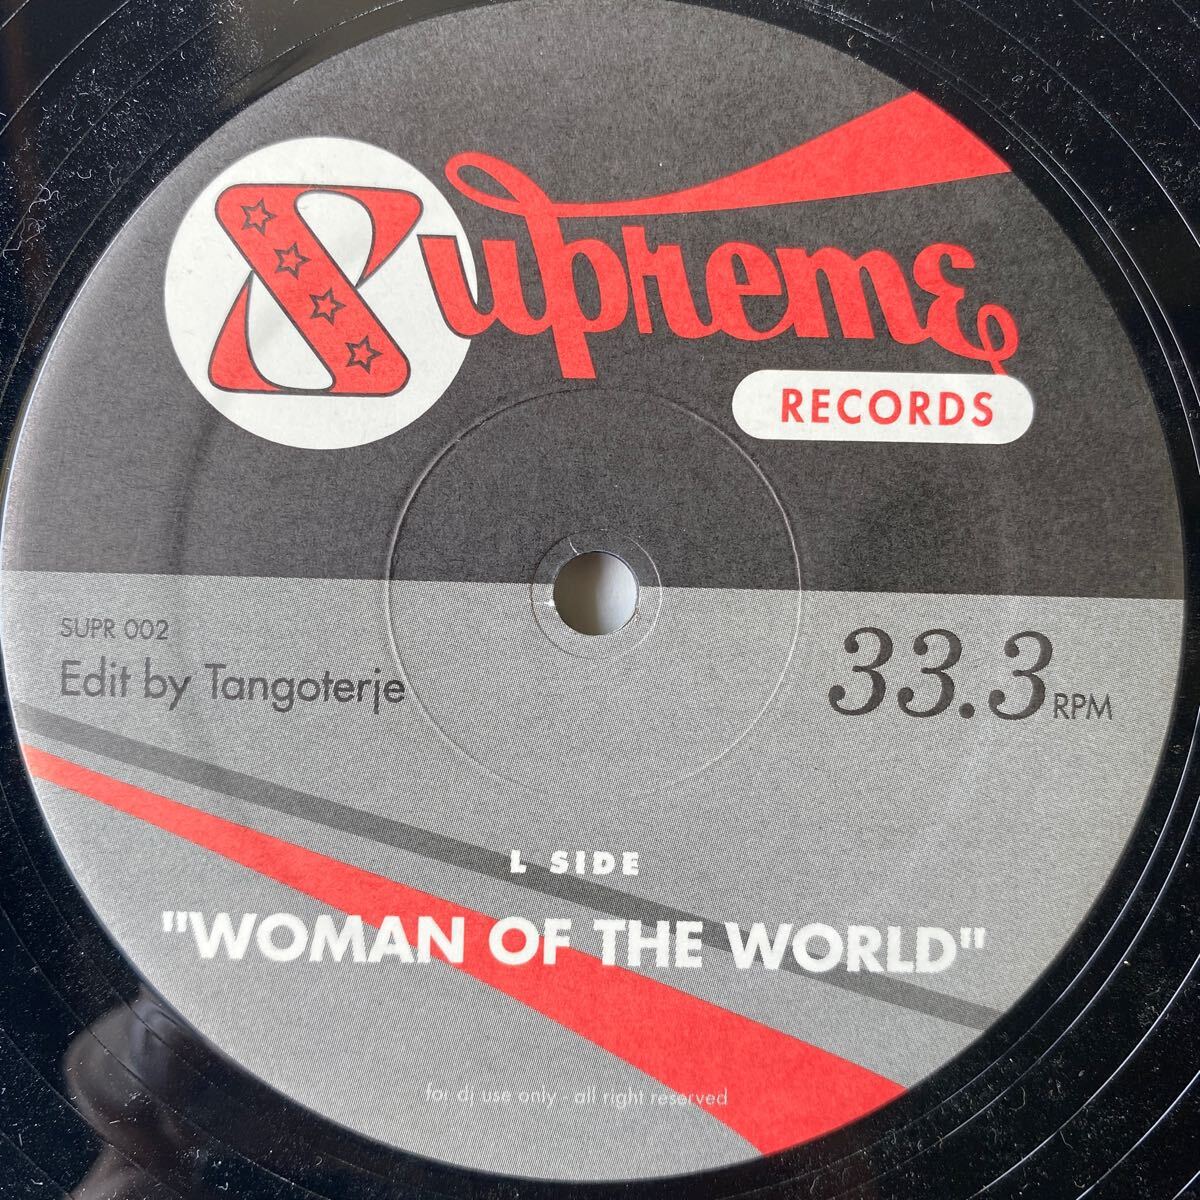 Supreme
RECORDS
SUPR 002
Edit by Tangoterje
33.3 RPM
L SIDE
"WOMAN OF THE WORLD"
for dj use only - all right reserved